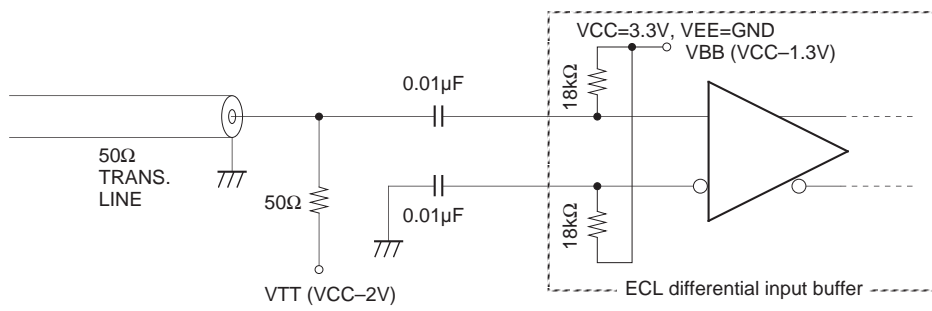 VCC=3.3V, VEE=GND
VBB (VCC–1.3V)
0.01µF
18kΩ
50Ω
TRANS.
LINE
50Ω
0.01µF
18kΩ
VTT (VCC–2V)
ECL differential input buffer